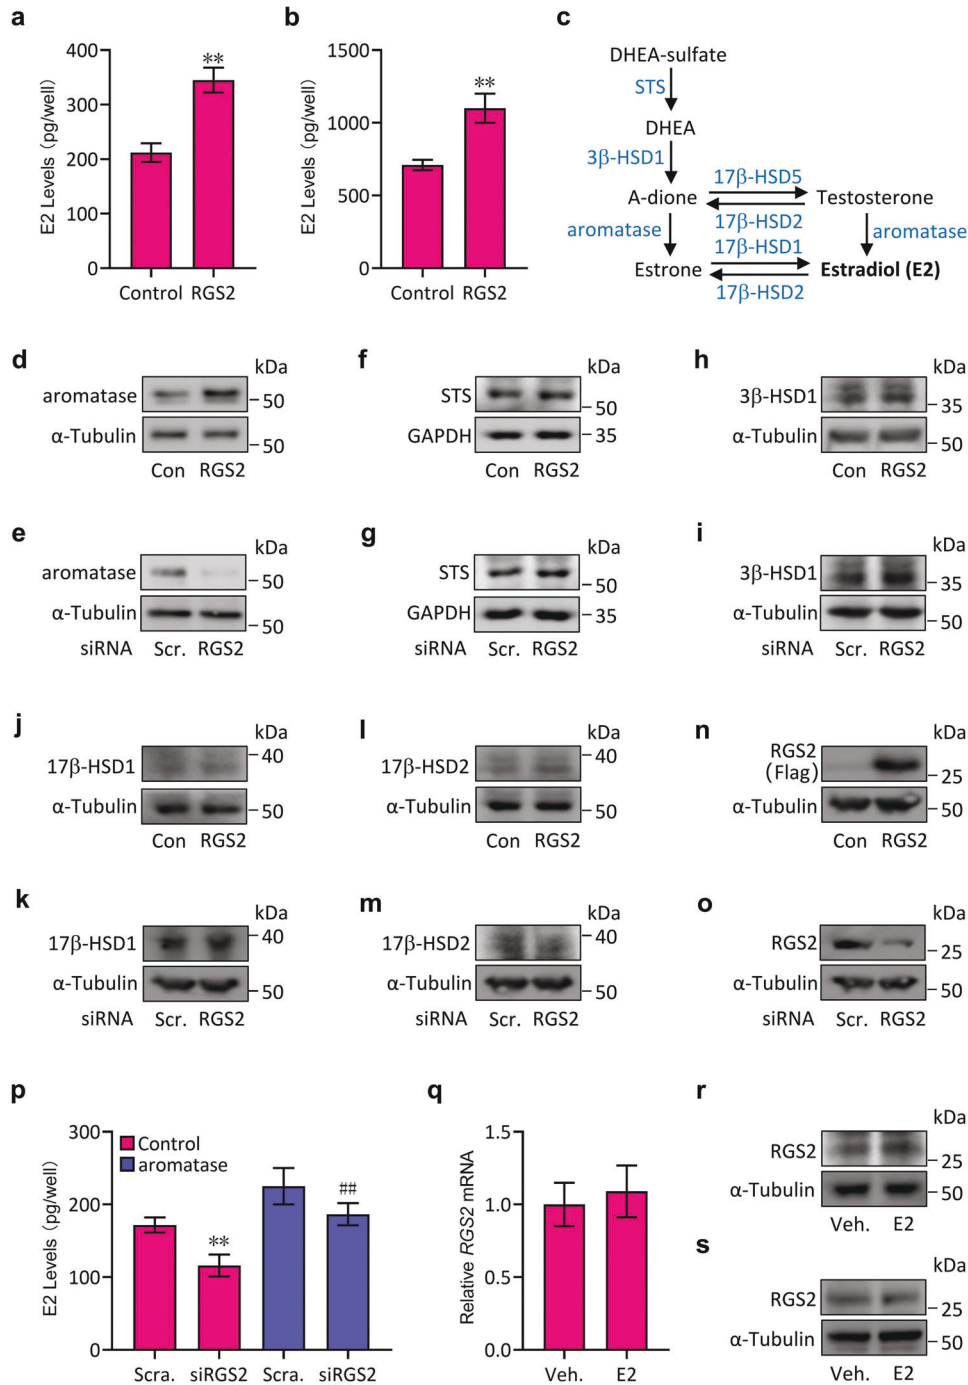 a
E2 Levels (pg/well)
400
300
200
100
0
**
Control RGS2
b
E2 Levels (pg/well)
1500
1000
500
0
**
Control RGS2
c
DHEA-sulfate
STS
DHEA
3β-HSD1
17β-HSD5
A-dione
Testosterone
17β-HSD2
aromatase
17β-HSD1
aromatase
Estrone
Estradiol (E2)
17β-HSD2
d
kDa
aromatase
50
α-Tubulin
50
Con RGS2
f
kDa
STS
50
GAPDH
35
Con RGS2
h
kDa
3β-HSD1
35
α-Tubulin
50
Con RGS2
e
kDa
aromatase
50
α-Tubulin
50
siRNA Scr. RGS2
g
kDa
STS
50
GAPDH
35
siRNA Scr. RGS2
i
kDa
3β-HSD1
35
α-Tubulin
50
siRNA Scr. RGS2
j
kDa
17β-HSD1
40
α-Tubulin
50
Con RGS2
l
kDa
17β-HSD2
40
α-Tubulin
50
Con RGS2
n
kDa
RGS2
(Flag)
25
α-Tubulin
50
Con RGS2
k
kDa
17β-HSD1
40
α-Tubulin
50
siRNA Scr. RGS2
m
kDa
17β-HSD2
40
α-Tubulin
50
siRNA Scr. RGS2
o
kDa
RGS2
25
α-Tubulin
50
siRNA Scr. RGS2
p
E2 Levels (pg/well)
300
200
100
0
Control
aromatase
**
##
Scra. siRGS2 Scra. siRGS2
q
Relative RGS2 mRNA
1.5
1.0
0.5
0.0
Veh. E2
r
kDa
RGS2
25
α-Tubulin
50
Veh. E2
s
kDa
RGS2
25
α-Tubulin
50
Veh. E2